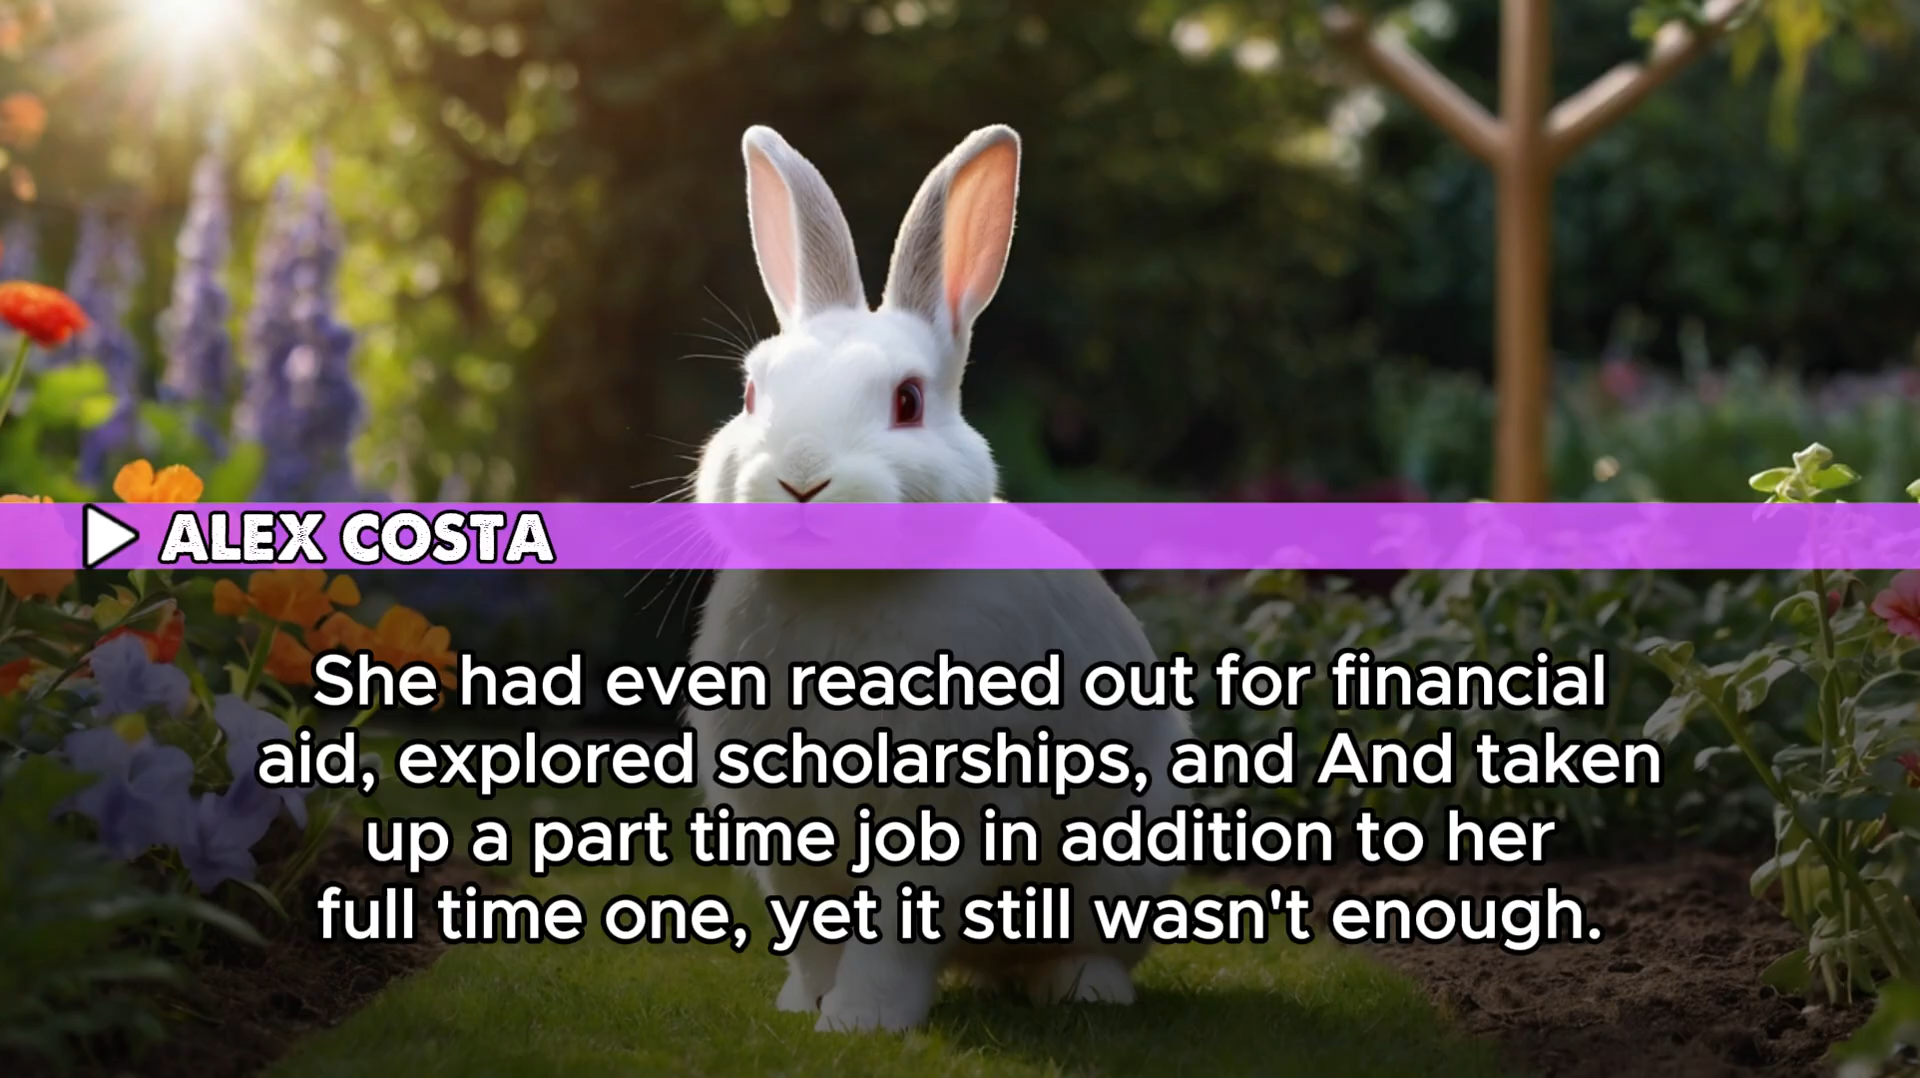 ALEX COSTA
She had even reached out for financial
aid, explored scholarships, and And taken
up a part time job in addition to her
full time one, yet it still wasn't enough.